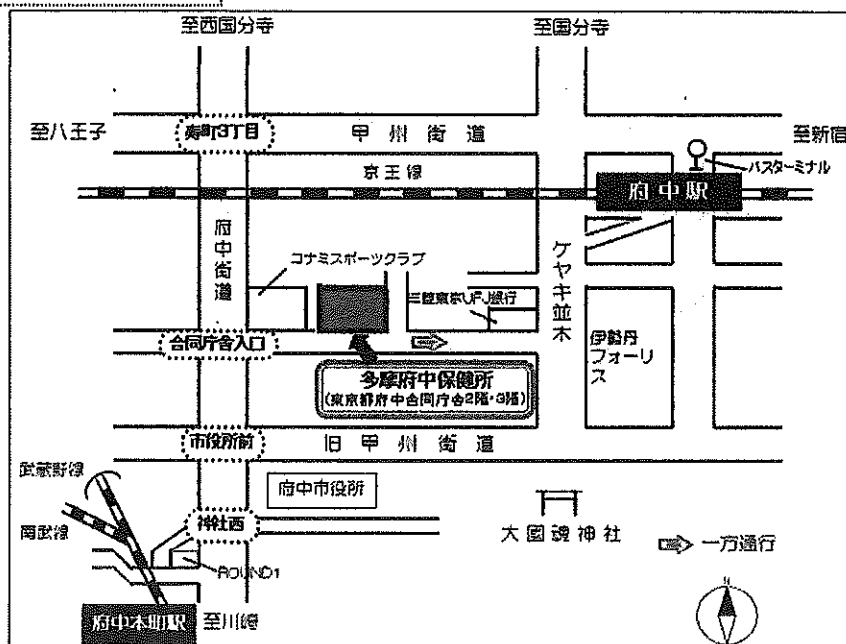 至西国分寺
至国分寺
至八王子
寿町3丁目
甲州街道
至新宿
バスターミナル
京王線
府中駅
府中街道
コナミスポーツクラブ
三菱東京UFJ銀行
ケヤキ並木
伊勢丹
フォーリ
ス
合同庁舎入口
多摩府中保健所
(東京都府中合同庁舎2階・3階)
市役所前
旧甲州街道
武蔵野線
府中市役所
南武線
神社西
大國魂神社
一方通行
ROUND1
N
府中本町駅
至川崎